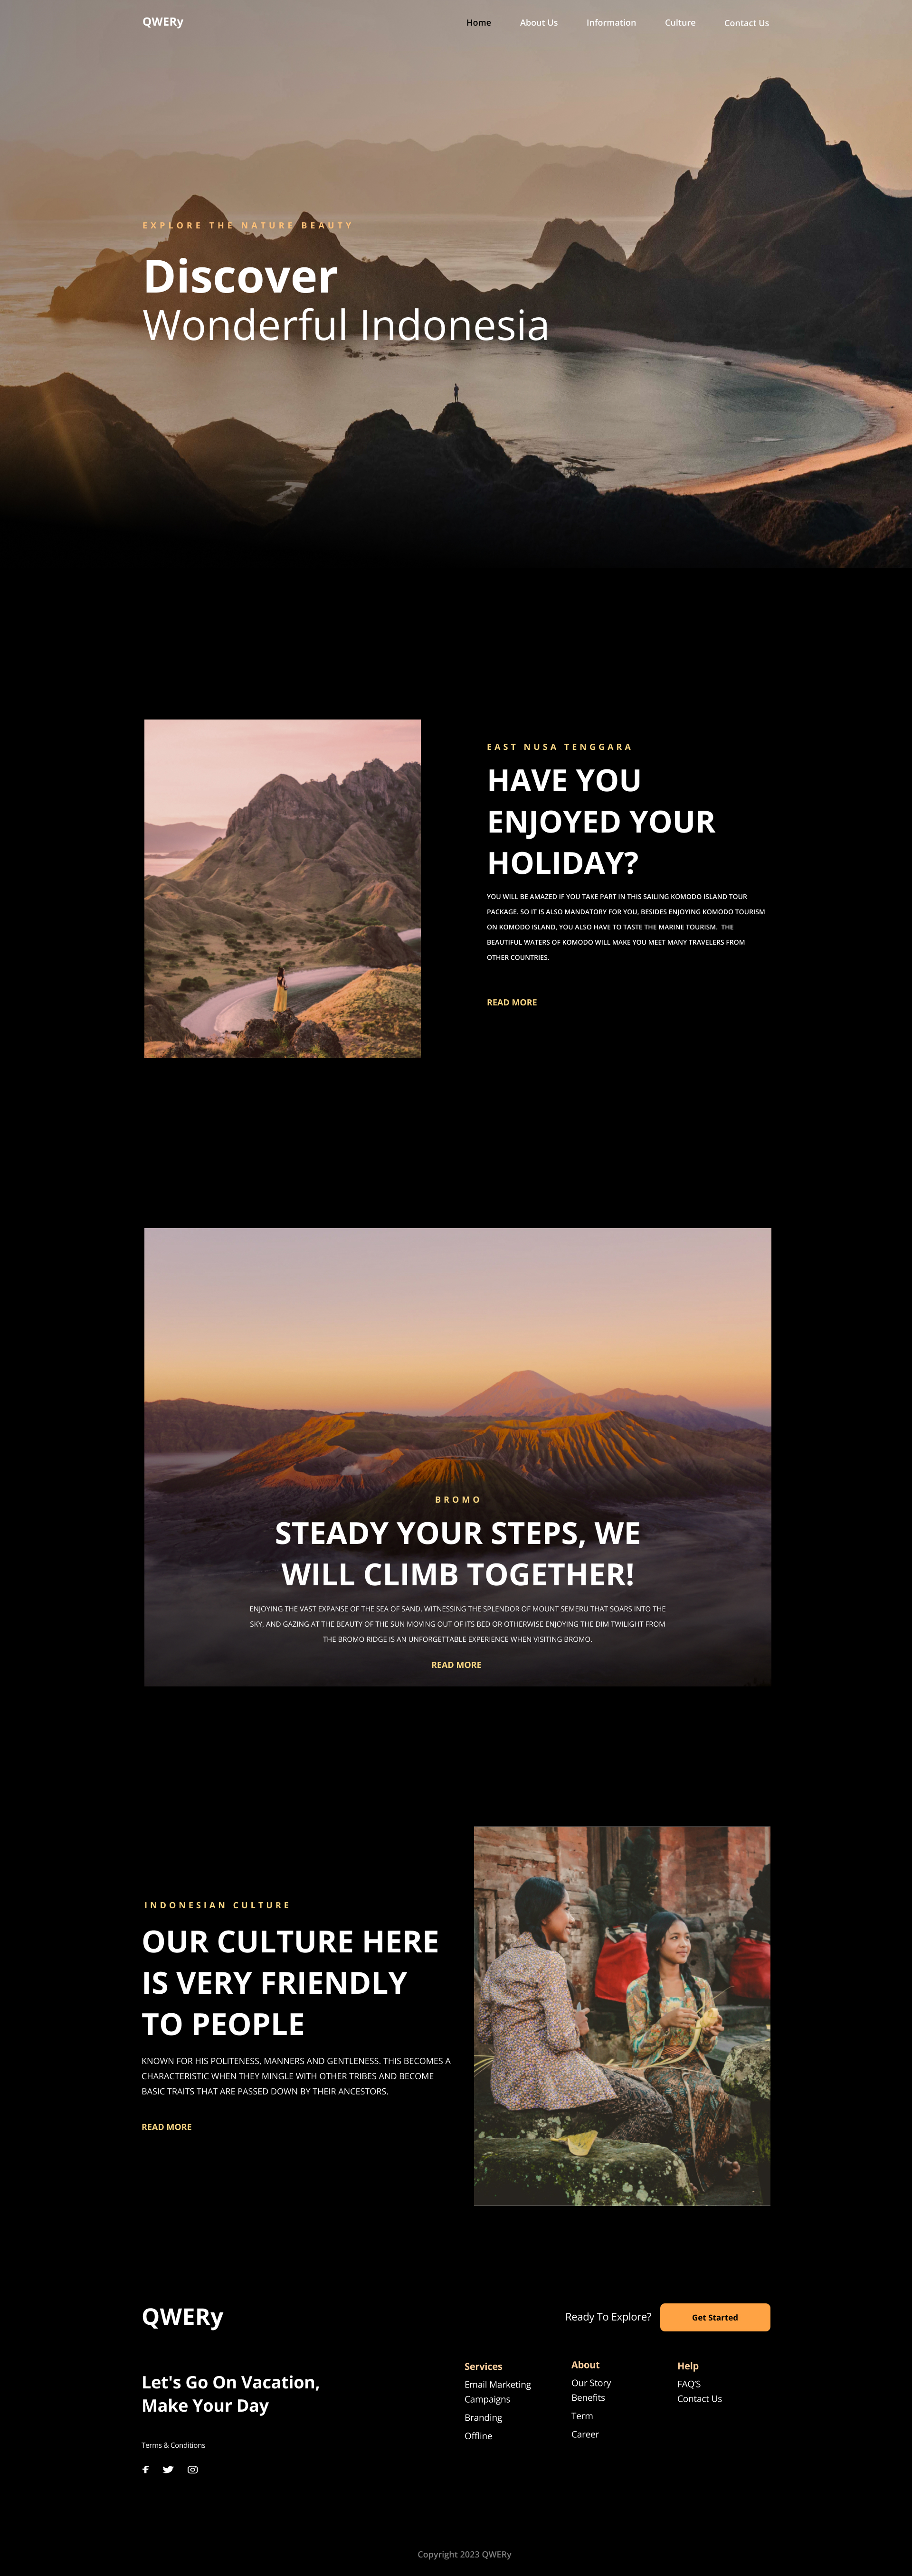 QWERy
Home About Us Information Culture Contact Us
EXPLORE THE NATURE BEAUTY
Discover
Wonderful Indonesia
EAST NUSA TENGGARA
HAVE YOU
ENJOYED YOUR
HOLIDAY?
YOU WILL BE AMAZED IF YOU TAKE PART IN THIS SAILING KOMODO ISLAND TOUR
PACKAGE. SO IT IS ALSO MANDATORY FOR YOU, BESIDES ENJOYING KOMODO TOURISM
ON KOMODO ISLAND, YOU ALSO HAVE TO TASTE THE MARINE TOURISM. THE
BEAUTIFUL WATERS OF KOMODO WILL MAKE YOU MEET MANY TRAVELERS FROM
OTHER COUNTRIES.
READ MORE
BROMO
STEADY YOUR STEPS, WE
WILL CLIMB TOGETHER!
ENJOYING THE VAST EXPANSE OF THE SEA OF SAND, WITNESSING THE SPLENDOR OF MOUNT SEMERU THAT SOARS INTO THE
SKY, AND GAZING AT THE BEAUTY OF THE SUN MOVING OUT OF ITS BED OR OTHERWISE ENJOYING THE DIM TWILIGHT FROM
THE BROMO RIDGE IS AN UNFORGETTABLE EXPERIENCE WHEN VISITING BROMO.
READ MORE
INDONESIAN CULTURE
OUR CULTURE HERE
IS VERY FRIENDLY
TO PEOPLE
KNOWN FOR HIS POLITENESS, MANNERS AND GENTLENESS. THIS BECOMES A
CHARACTERISTIC WHEN THEY MINGLE WITH OTHER TRIBES AND BECOME
BASIC TRAITS THAT ARE PASSED DOWN BY THEIR ANCESTORS.
READ MORE
QWERy
Ready To Explore?
Get Started
Let's Go On Vacation,
Make Your Day
Terms & Conditions
Services
Email Marketing
Campaigns
Branding
Offline
About
Our Story
Benefits
Term
Career
Help
FAQ'S
Contact Us
Copyright 2023 QWERy